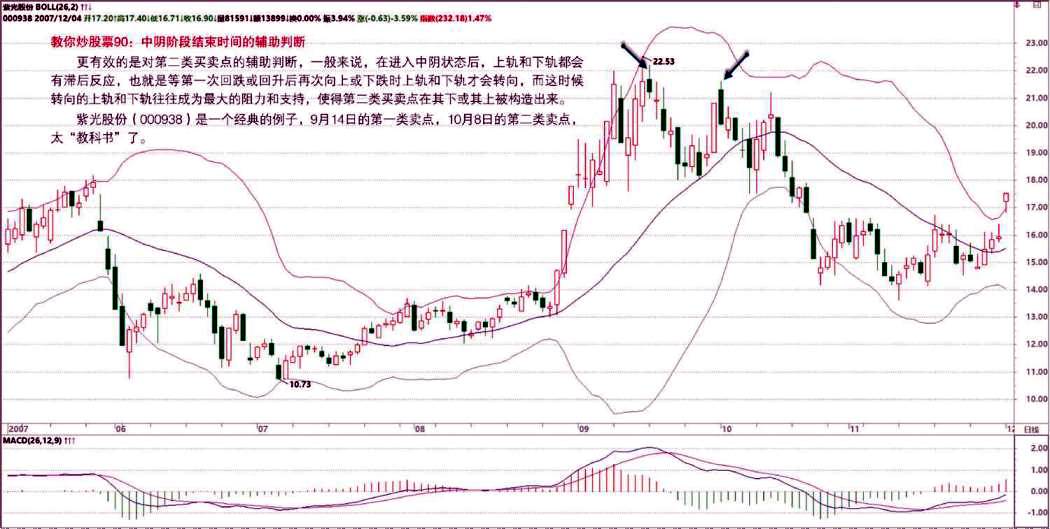 紫光股份 BOLL(26,2) ↑↑↓
000938 2007/12/04 开17.20↑高17.40↓低16.71↓收16.90↓量81591↓额13899↓换0.00% 振3.94% 涨(-0.63)-3.59% 指数(232.18)1.47%
教你炒股票90：中阴阶段结束时间的辅助判断
更有效的是对第二类买卖点的辅助判断，一般来说，在进入中阴状态后，上轨和下轨都会
有滞后反应，也就是等第一次回跌或回升后再次向上或下跌时上轨和下轨才会转向，而这时候
转向的上轨和下轨往往成为最大的阻力和支持，使得第二类买卖点在其下或其上被构造出来。
紫光股份（000938）是一个经典的例子，9月14日的第一类卖点，10月8日的第二类卖点，
太“教科书”了。
22.53
10.73
23.00
22.00
21.00
20.00
19.00
18.00
17.00
16.00
15.00
14.00
13.00
12.00
11.00
10.00
2007 06 07 08 09 10 11 12 日线
MACD(26,12,9) ↑↑↑
2.00
1.00
0.00
-1.00